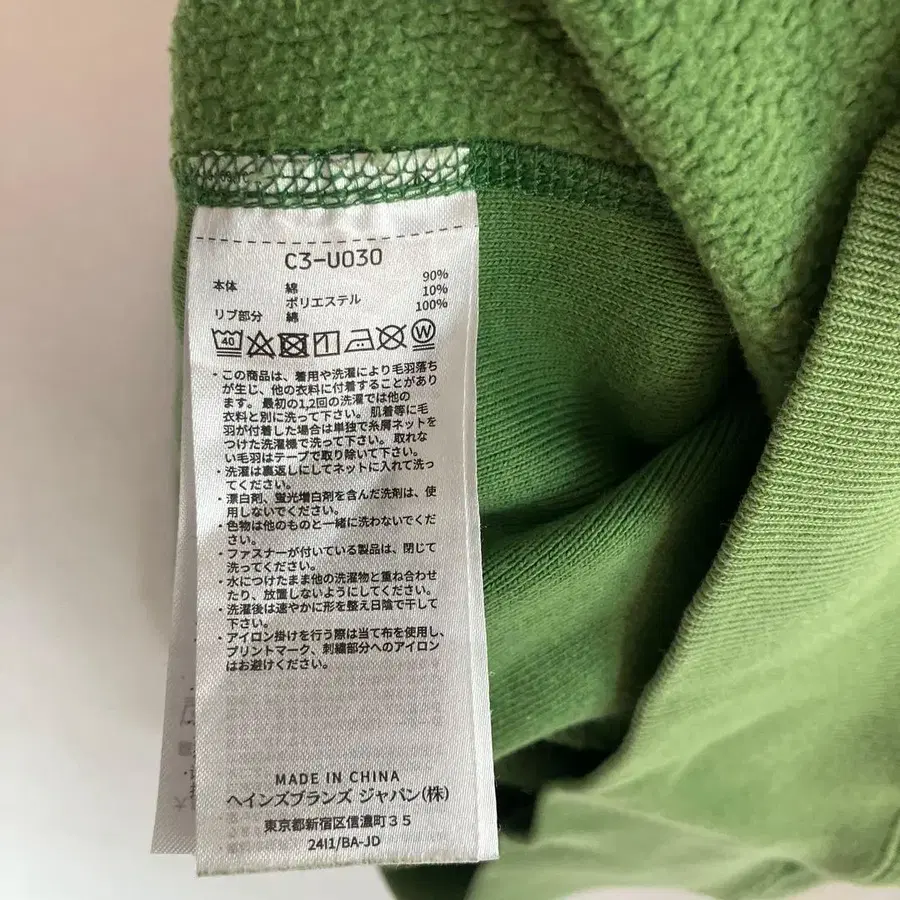 C3-U030
本体 綿 90%
ポリエステル 10%
リブ部分 綿 100%
40 W
・この商品は、着用や洗濯により毛羽落ち
が生じ、他の衣料に付着することがあり
ます。最初の1,2回の洗濯では他の
衣料と別に洗って下さい。肌着等に毛
羽が付着した場合は単独で糸屑ネットを
つけた洗濯機で洗って下さい。取れな
い毛羽はテープで取り除いて下さい。
・洗濯は裏返しにしてネットに入れて洗っ
てください。
・漂白剤、蛍光増白剤を含んだ洗剤は、使
用しないでください。
・色物は他のものと一緒に洗わないでくだ
さい。
・ファスナーが付いている製品は、閉じて
洗ってください。
・水につけたまま他の洗濯物と重ね合わせ
たり、放置しないようにしてください。
・洗濯後は速やかに形を整え日陰で干して
下さい。
・アイロン掛けを行う際は当て布を使用し、
プリントマーク、刺繍部分へのアイロン
はお避けください。
MADE IN CHINA
ヘインズブランズ ジャパン(株)
東京都新宿区信濃町35
24I1/BA-JD